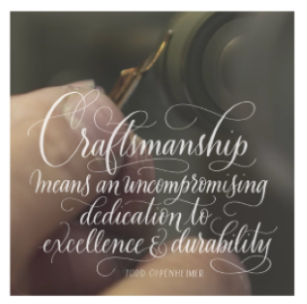 Craftsmanship
means an uncompromising
dedication to
excellence & durability
TODD OPPENHEIMER